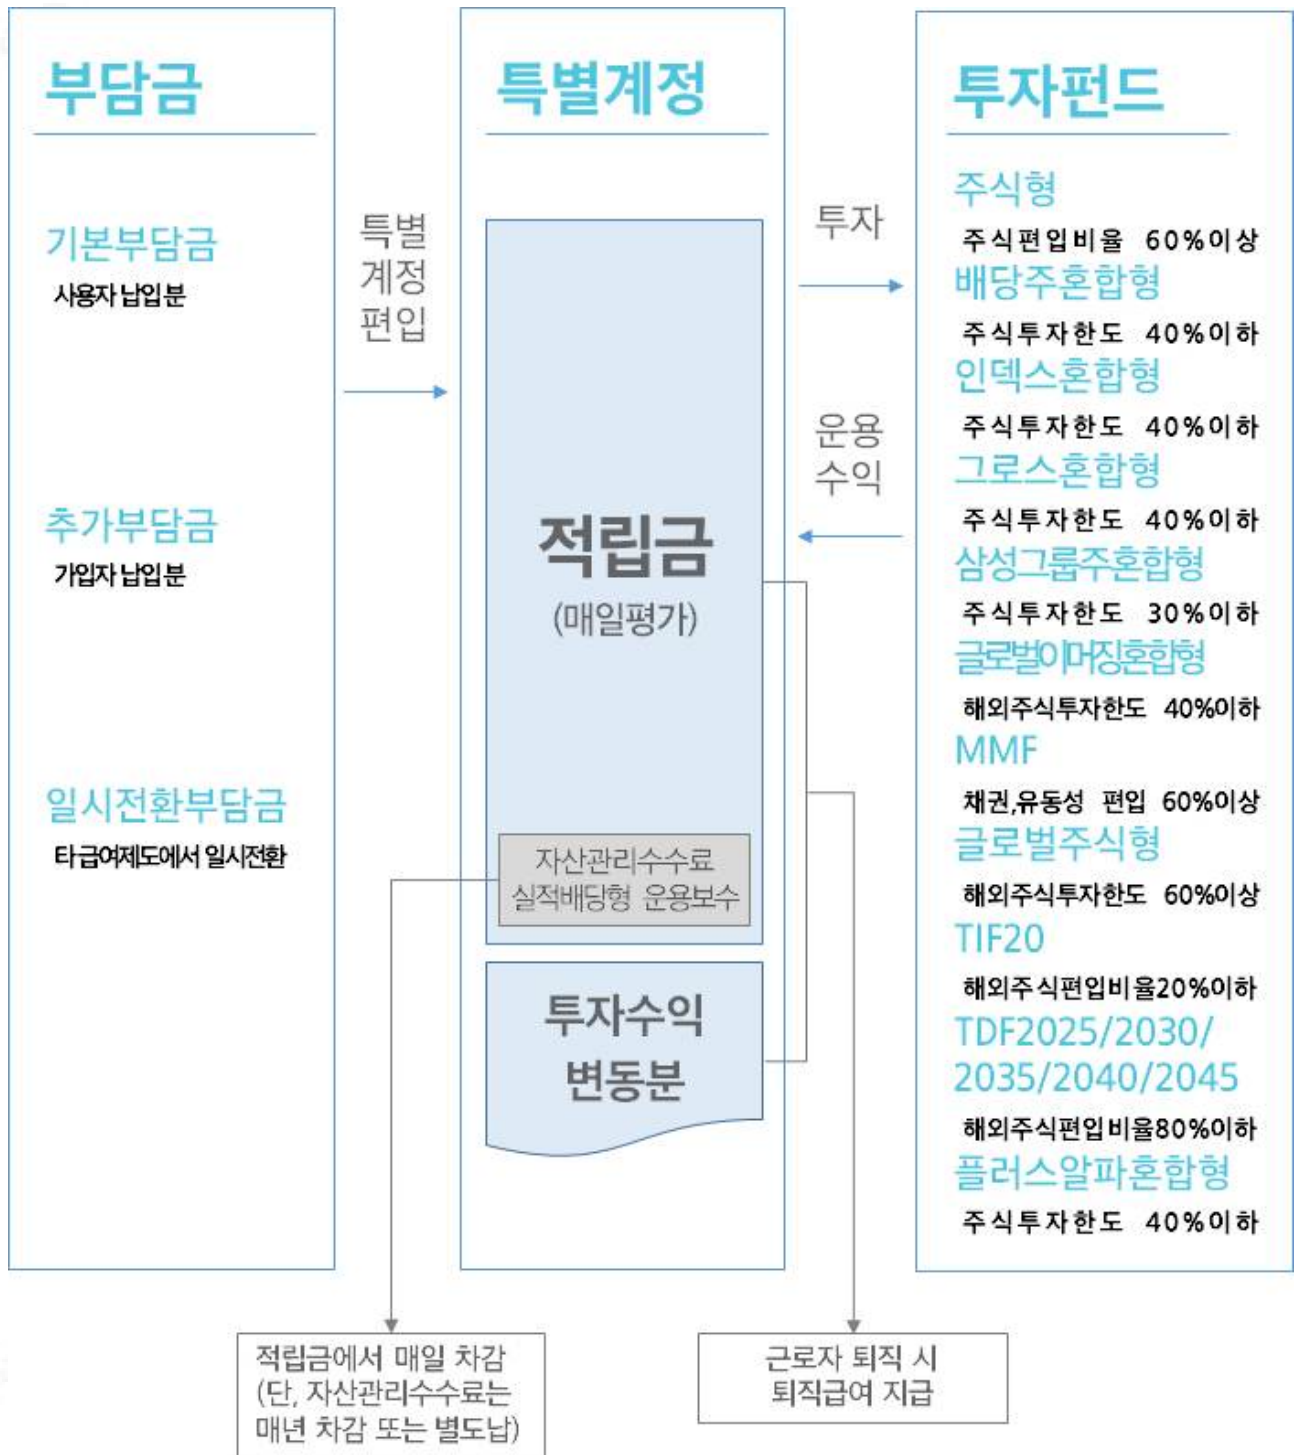 부담금
기본부담금
사용자 납입분
추가부담금
가입자 납입분
일시전환부담금
타 급여제도에서 일시전환
특별
계정
편입
특별계정
적립금
(매일평가)
자산관리수수료
실적배당형 운용보수
투자수익
변동분
투자
운용
수익
투자펀드
주식형
주식편입비율 60%이상
배당주혼합형
주식투자한도 40%이하
인덱스혼합형
주식투자한도 40%이하
그로스혼합형
주식투자한도 40%이하
삼성그룹주혼합형
주식투자한도 30%이하
글로벌이머징혼합형
해외주식투자한도 40%이하
MMF
채권,유동성 편입 60%이상
글로벌주식형
해외주식투자한도 60%이상
TIF20
해외주식편입비율20%이하
TDF2025/2030/
2035/2040/2045
해외주식편입비율80%이하
플러스알파혼합형
주식투자한도 40%이하
적립금에서 매일 차감
(단, 자산관리수수료는
매년 차감 또는 별도납)
근로자 퇴직 시
퇴직급여 지급